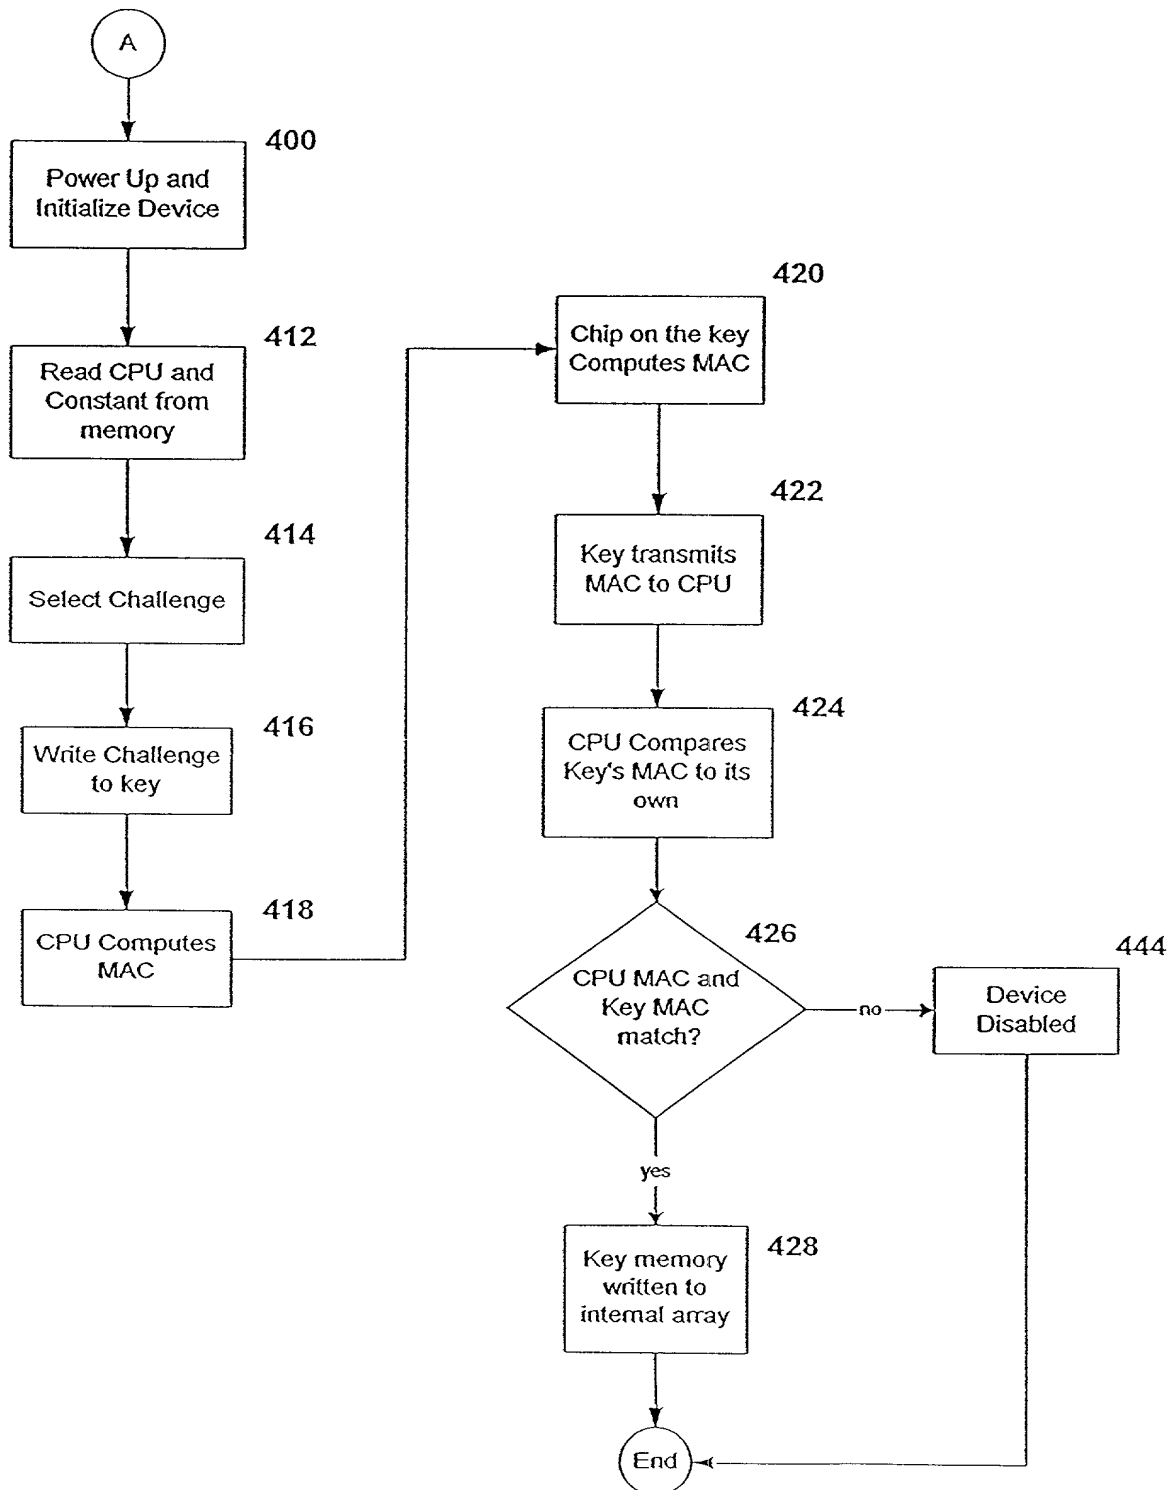 A
400
Power Up and
Initialize Device
412
Read CPU and
Constant from
memory
414
Select Challenge
416
Write Challenge
to key
418
CPU Computes
MAC
420
Chip on the key
Computes MAC
422
Key transmits
MAC to CPU
424
CPU Compares
Key's MAC to its
own
426
CPU MAC and
Key MAC
match?
no
444
Device
Disabled
yes
428
Key memory
written to
internal array
End